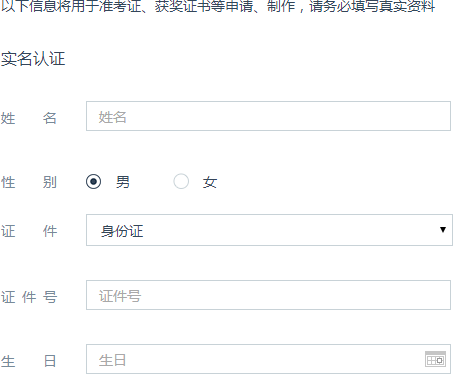 以下信息将用于准考证、获奖证书等申请、制作，请务必填写真实资料
实名认证
姓 名 姓名
性 别 男 女
证 件 身份证
证 件 号 证件号
生 日 生日